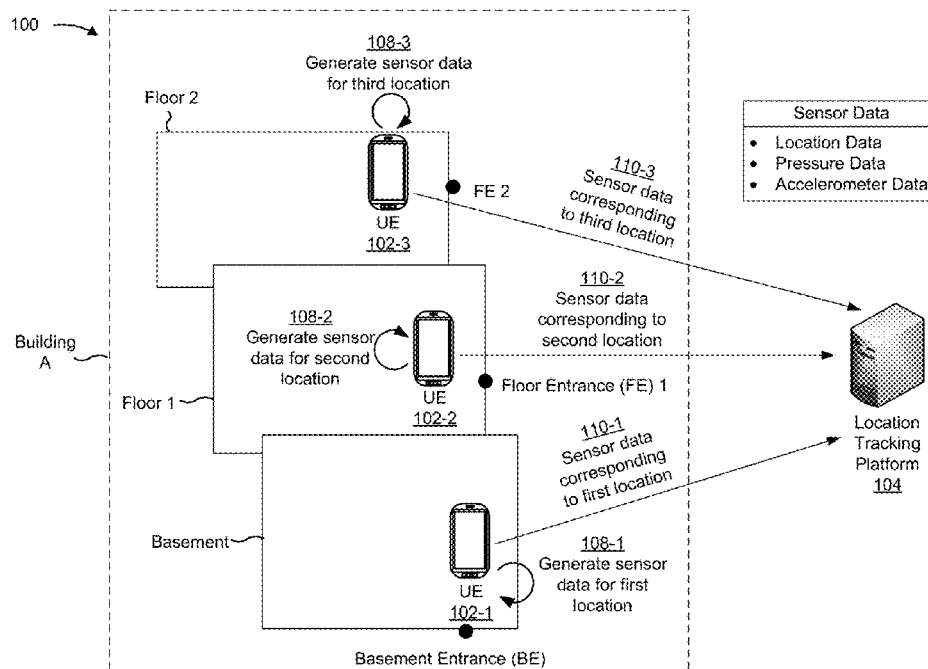 100
108-3
Generate sensor data
for third location
Floor 2
Sensor Data
• Location Data
• Pressure Data
• Accelerometer Data
FE 2
UE
102-3
110-3
Sensor data
corresponding
to third location
110-2
Sensor data
corresponding to
second location
108-2
Generate sensor
data for second
location
Building
A
Floor 1
Floor Entrance (FE) 1
UE
102-2
110-1
Sensor data
corresponding
to first location
Location
Tracking
Platform
104
Basement
108-1
Generate sensor
data for first
location
UE
102-1
Basement Entrance (BE)